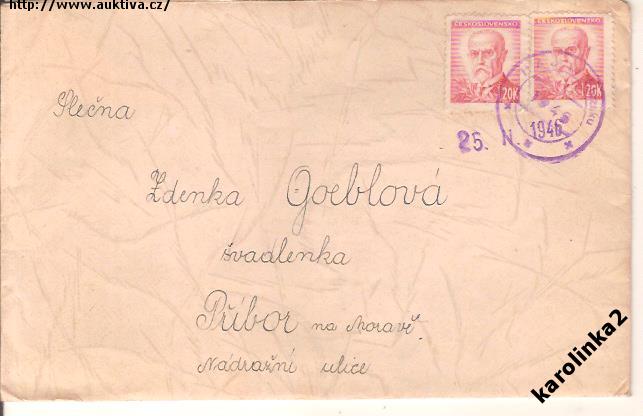 http://www.auktiva.cz/
ČESKOSLOVENSKO
20K
ČESKOSLOVENSKO
20K
25. IV.
1946
Slečna
Zdenka Goeblová
švadlenka
Příbor na Moravě.
Nádražní ulice
karolinka2